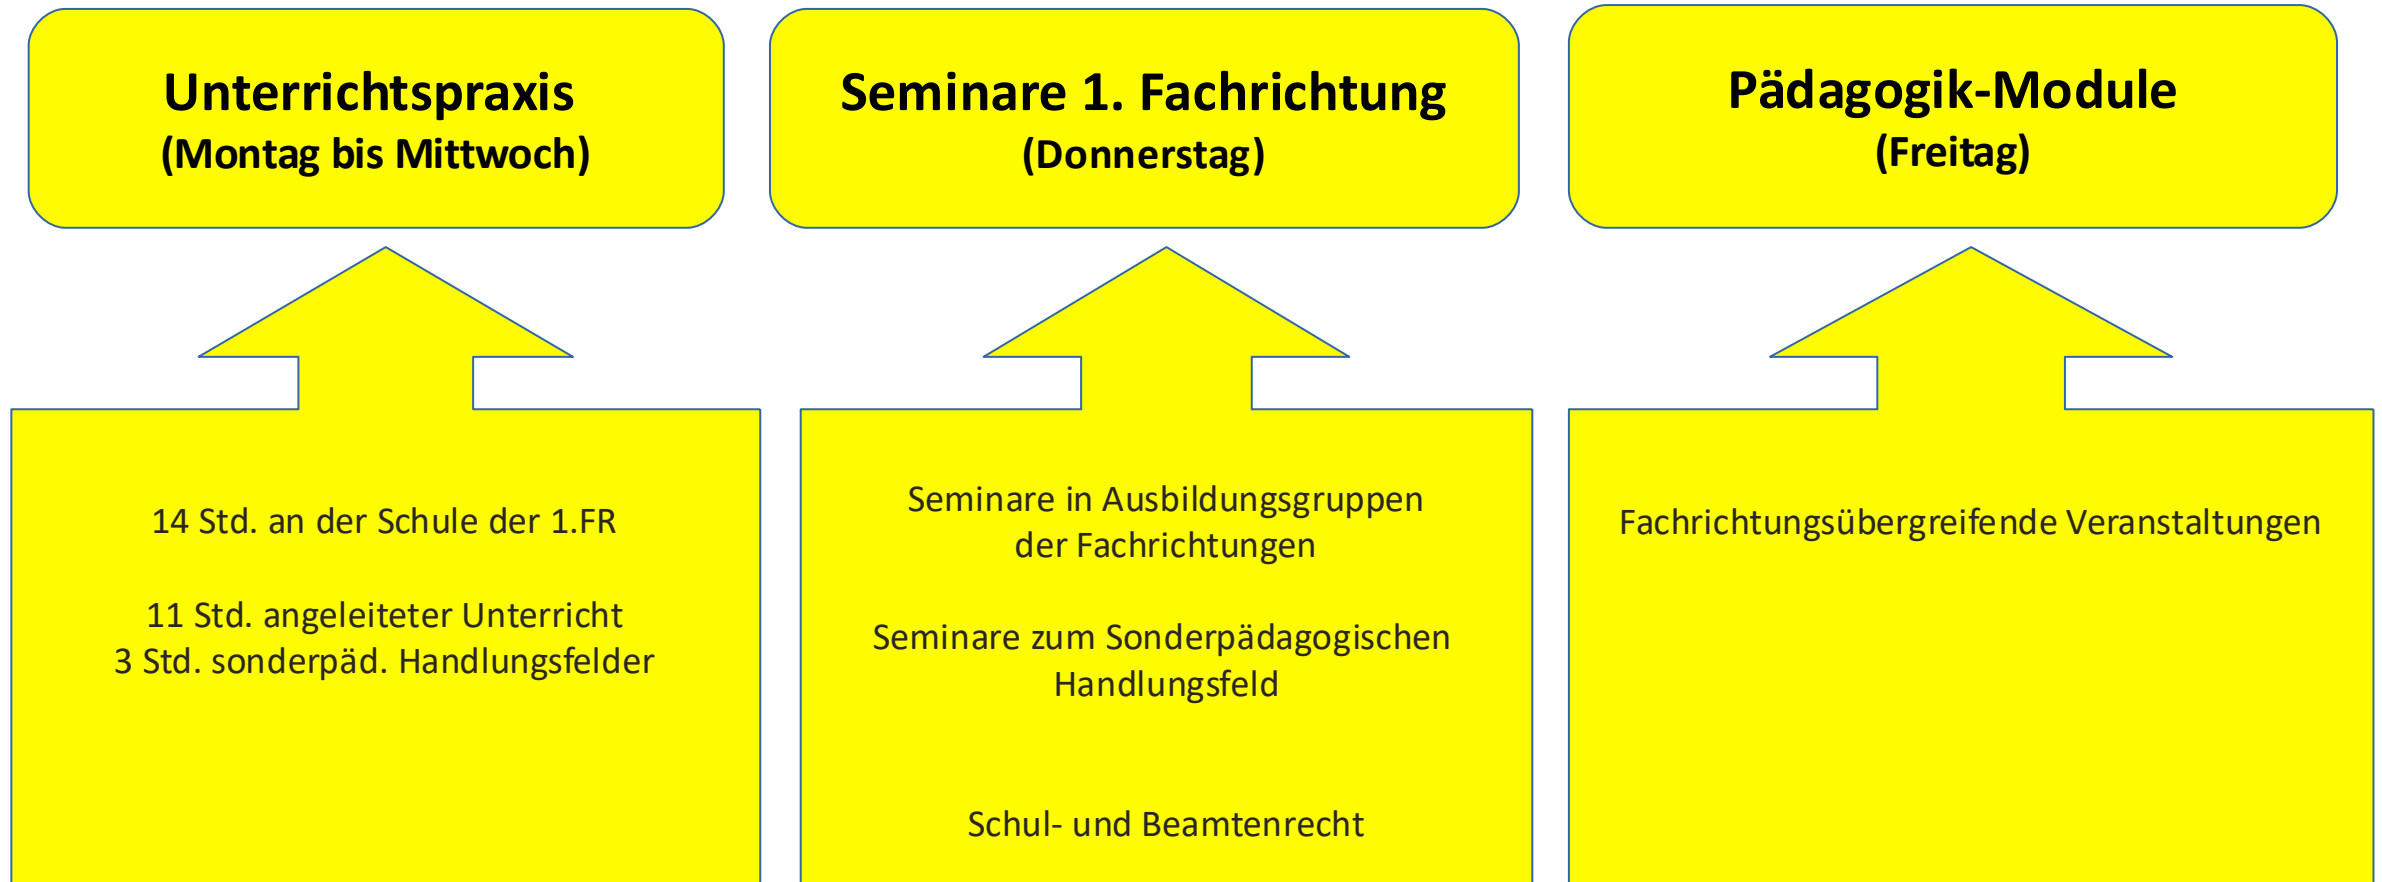 Unterrichtspraxis
(Montag bis Mittwoch)
Seminare 1. Fachrichtung
(Donnerstag)
Pädagogik-Module
(Freitag)
14 Std. an der Schule der 1.FR
11 Std. angeleiteter Unterricht
3 Std. sonderpäd. Handlungsfelder
Seminare in Ausbildungsgruppen
der Fachrichtungen
Seminare zum Sonderpädagogischen
Handlungsfeld
Schul- und Beamtenrecht
Fachrichtungsübergreifende Veranstaltungen